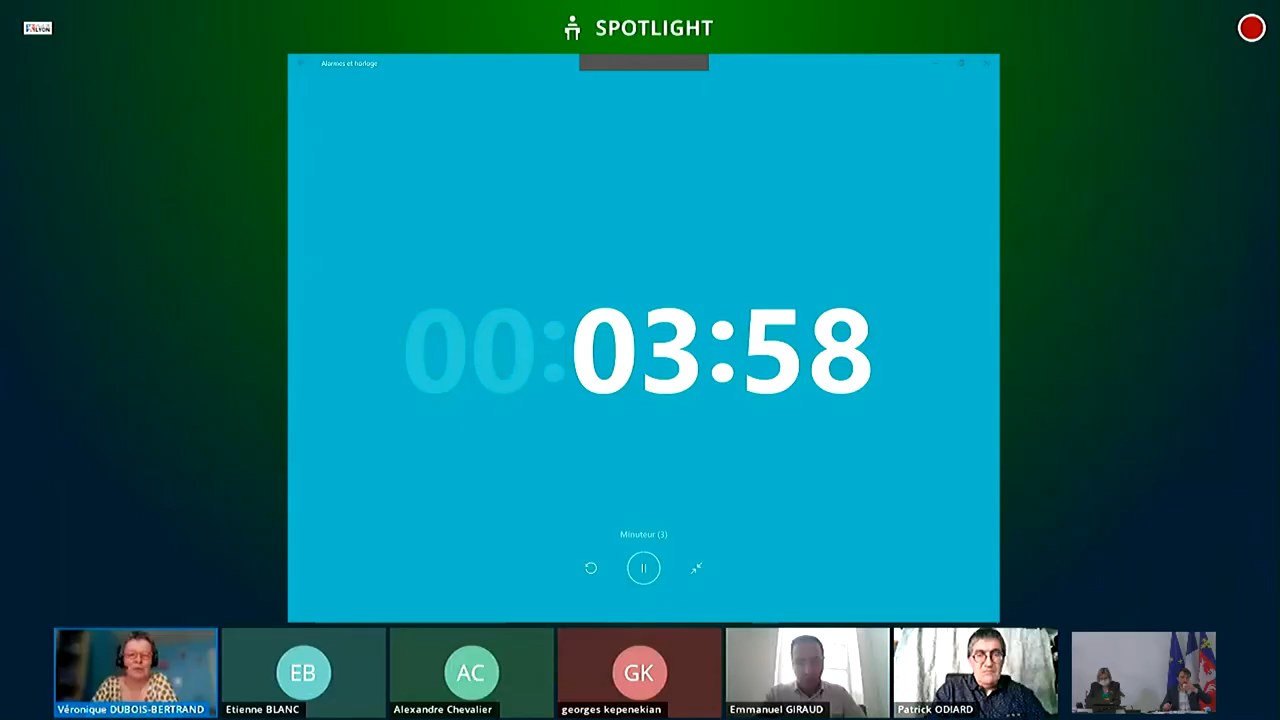 LYON
SPOTLIGHT
Alarmes et horloge
00:03:58
Minuteur (3)
EB
AC
GK
Véronique DUBOIS-BERTRAND
Etienne BLANC
Alexandre Chevalier
georges kepenekian
Emmanuel GIRAUD
Patrick ODIARD